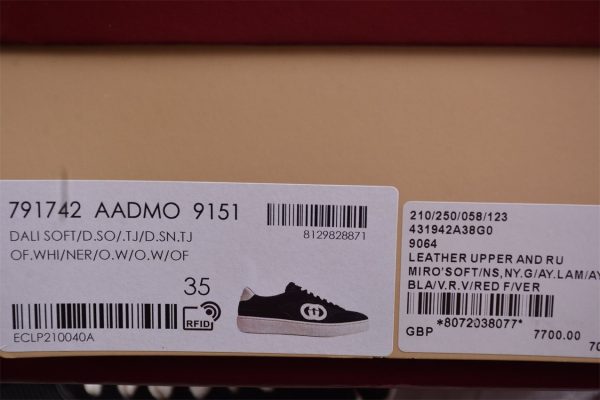 791742 AADMO 9151
8129828871
DALI SOFT/D.SO/.TJ/D.SN.TJ
OF.WHI/NER/O.W/O.W/OF
35
RFID
ECLP210040A
210/250/058/123
431942A38G0
9064
LEATHER UPPER AND RU
MIRO'SOFT/NS,NY.G/AY.LAM/AY
BLA/V.R.V/RED F/VER
*8072038077*
GBP 7700.00
70